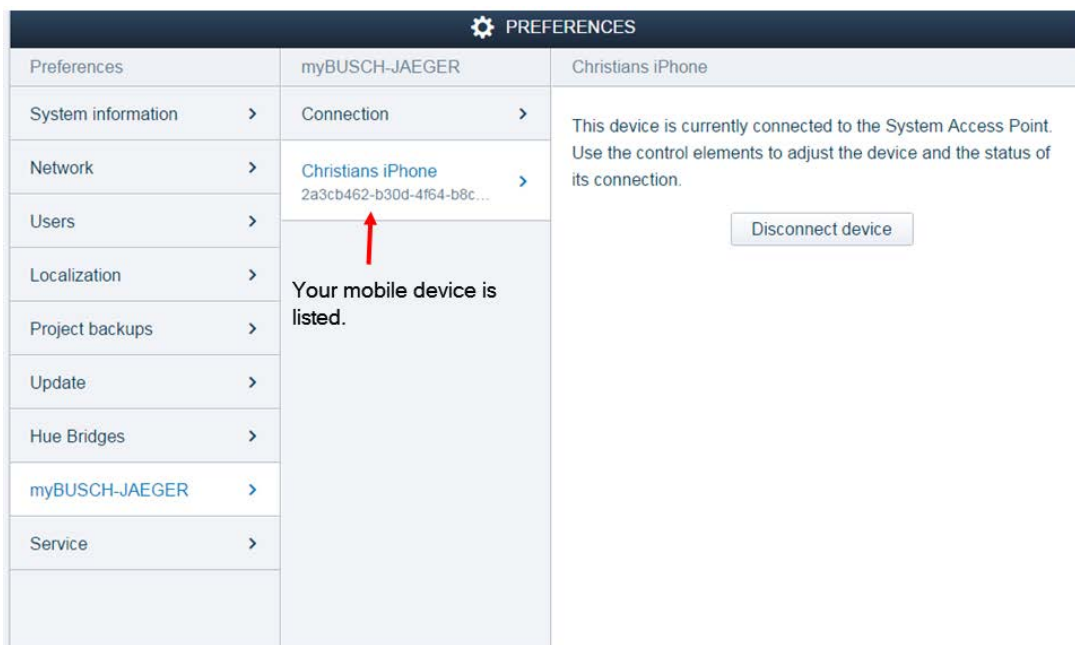 PREFERENCES
Preferences
System information
Network
Users
Localization
Project backups
Update
Hue Bridges
myBUSCH-JAEGER
Service
myBUSCH-JAEGER
Connection
Christians iPhone
2a3cb462-b30d-4f64-b8c...
Your mobile device is
listed.
Christians iPhone
This device is currently connected to the System Access Point.
Use the control elements to adjust the device and the status of
its connection.
Disconnect device